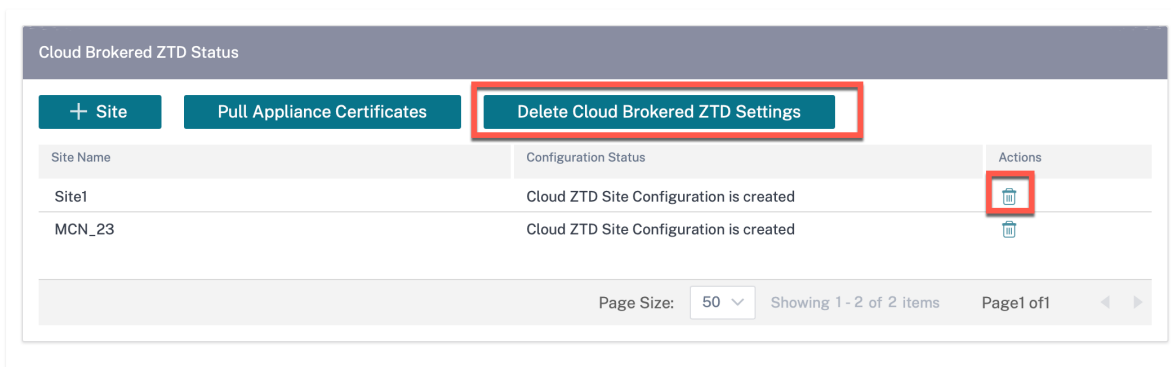 Cloud Brokered ZTD Status
+ Site Pull Appliance Certificates Delete Cloud Brokered ZTD Settings
Site Name Configuration Status Actions
Site1 Cloud ZTD Site Configuration is created
MCN_23 Cloud ZTD Site Configuration is created
Page Size: 50 Showing 1 - 2 of 2 items Page1 of1